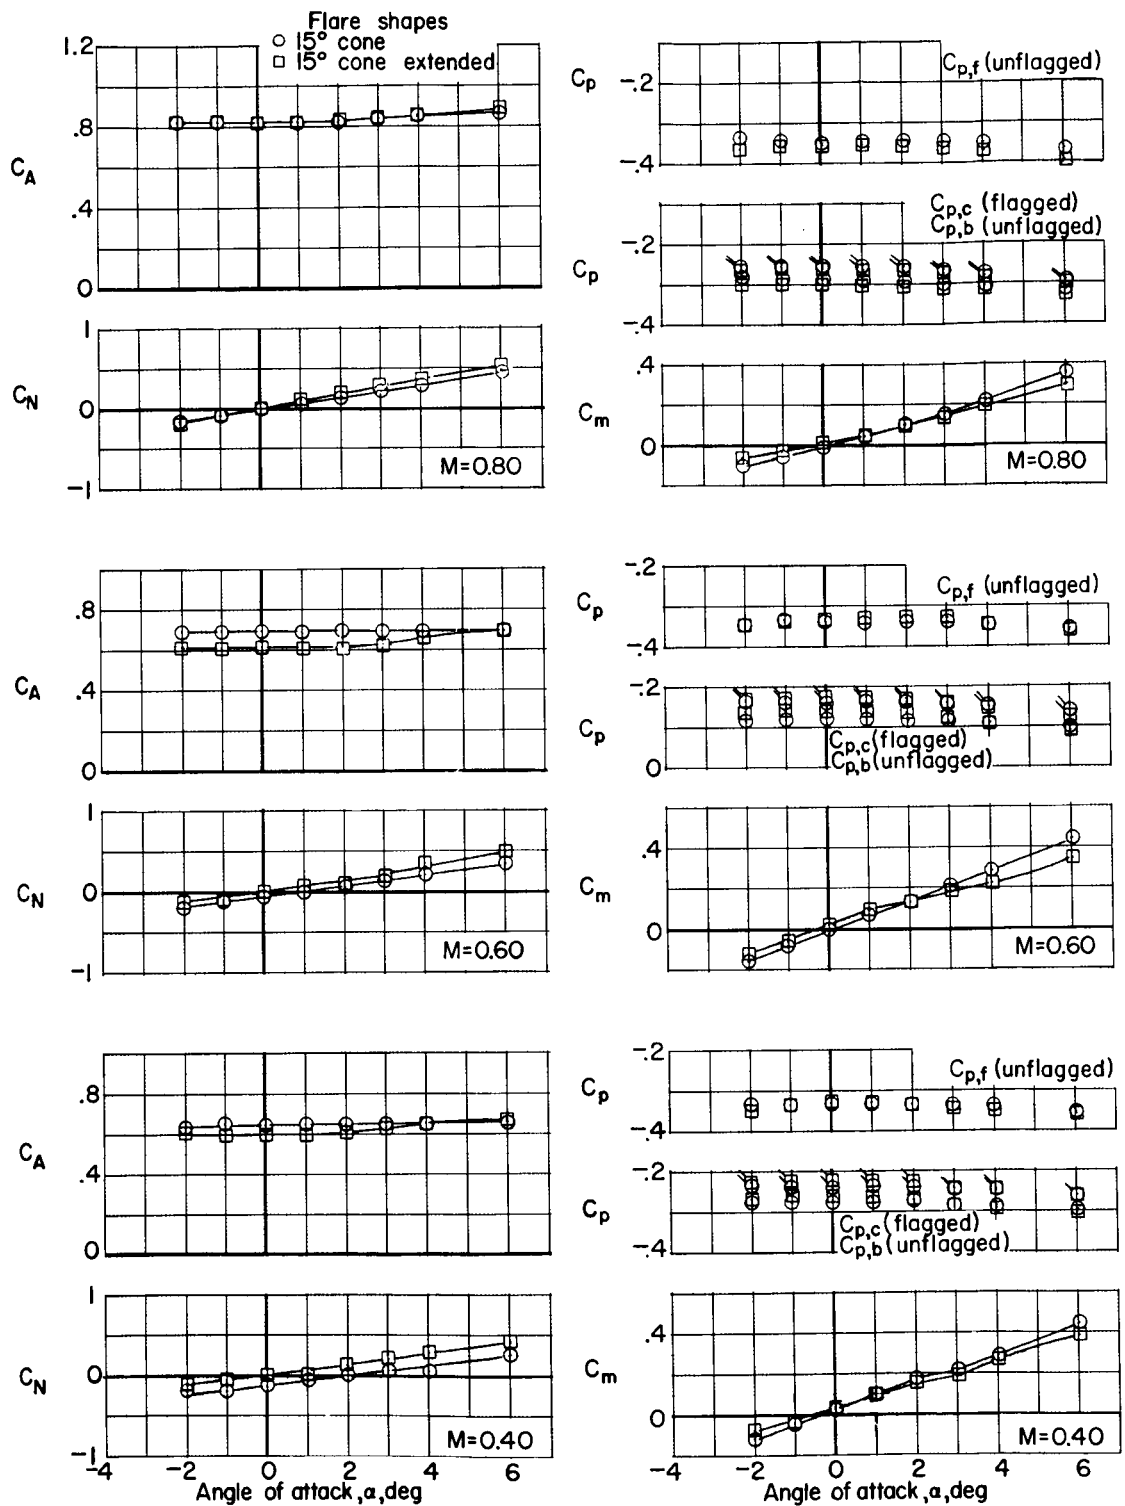 Flare shapes
○ 15° cone
□ 15° cone extended
1.2
.8
C_A
.4
0
1
C_N
0
-1
M=0.80
C_p
-.2
-.4
C_p,f (unflagged)
C_p,c (flagged)
C_p,b (unflagged)
-.2
C_p
-.4
.4
C_m
0
M=0.80
.8
C_A
.4
0
1
C_N
0
-1
M=0.60
-.2
C_p
-.4
C_p,f (unflagged)
-.2
C_p
0
C_p,c (flagged)
C_p,b (unflagged)
.4
C_m
0
M=0.60
.8
C_A
.4
0
1
C_N
0
-1
M=0.40
-4 -2 0 2 4 6
Angle of attack, α, deg
-.2
C_p
-.4
C_p,f (unflagged)
-.2
C_p
-.4
C_p,c (flagged)
C_p,b (unflagged)
.4
C_m
0
M=0.40
-4 -2 0 2 4 6
Angle of attack, α, deg